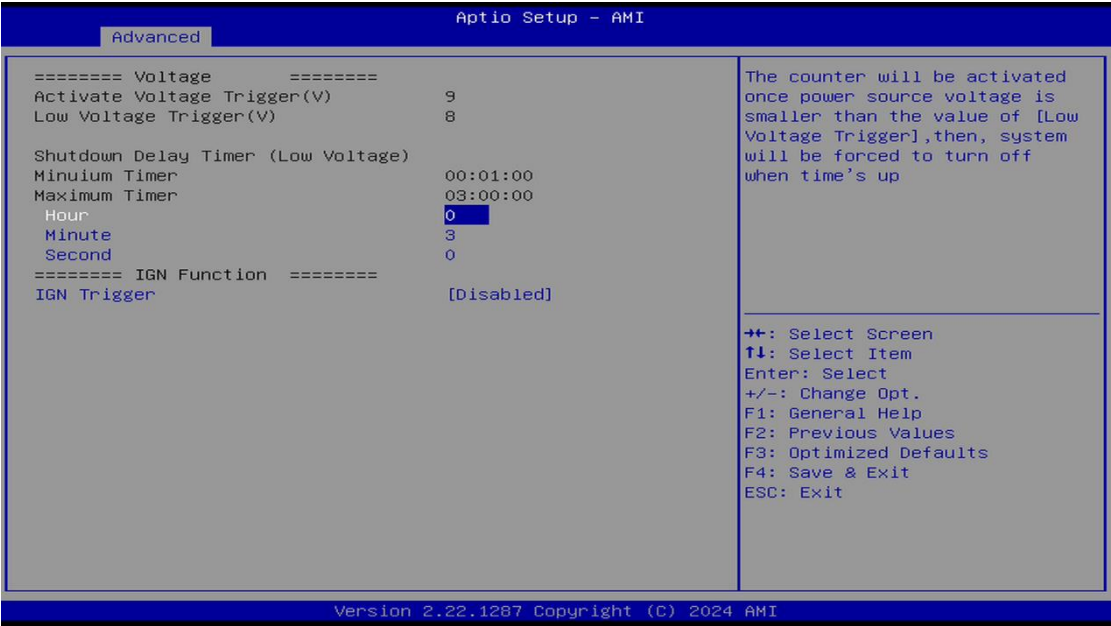 Aptio Setup – AMI
Advanced
======== Voltage ========
Activate Voltage Trigger(V) 9
Low Voltage Trigger(V) 8
Shutdown Delay Timer (Low Voltage)
Minuium Timer 00:01:00
Maximum Timer 03:00:00
Hour 0
Minute 3
Second 0
======== IGN Function ========
IGN Trigger [Disabled]
The counter will be activated
once power source voltage is
smaller than the value of [Low
Voltage Trigger],then, system
will be forced to turn off
when time's up
→←: Select Screen
↑↓: Select Item
Enter: Select
+/-: Change Opt.
F1: General Help
F2: Previous Values
F3: Optimized Defaults
F4: Save & Exit
ESC: Exit
Version 2.22.1287 Copyright (C) 2024 AMI